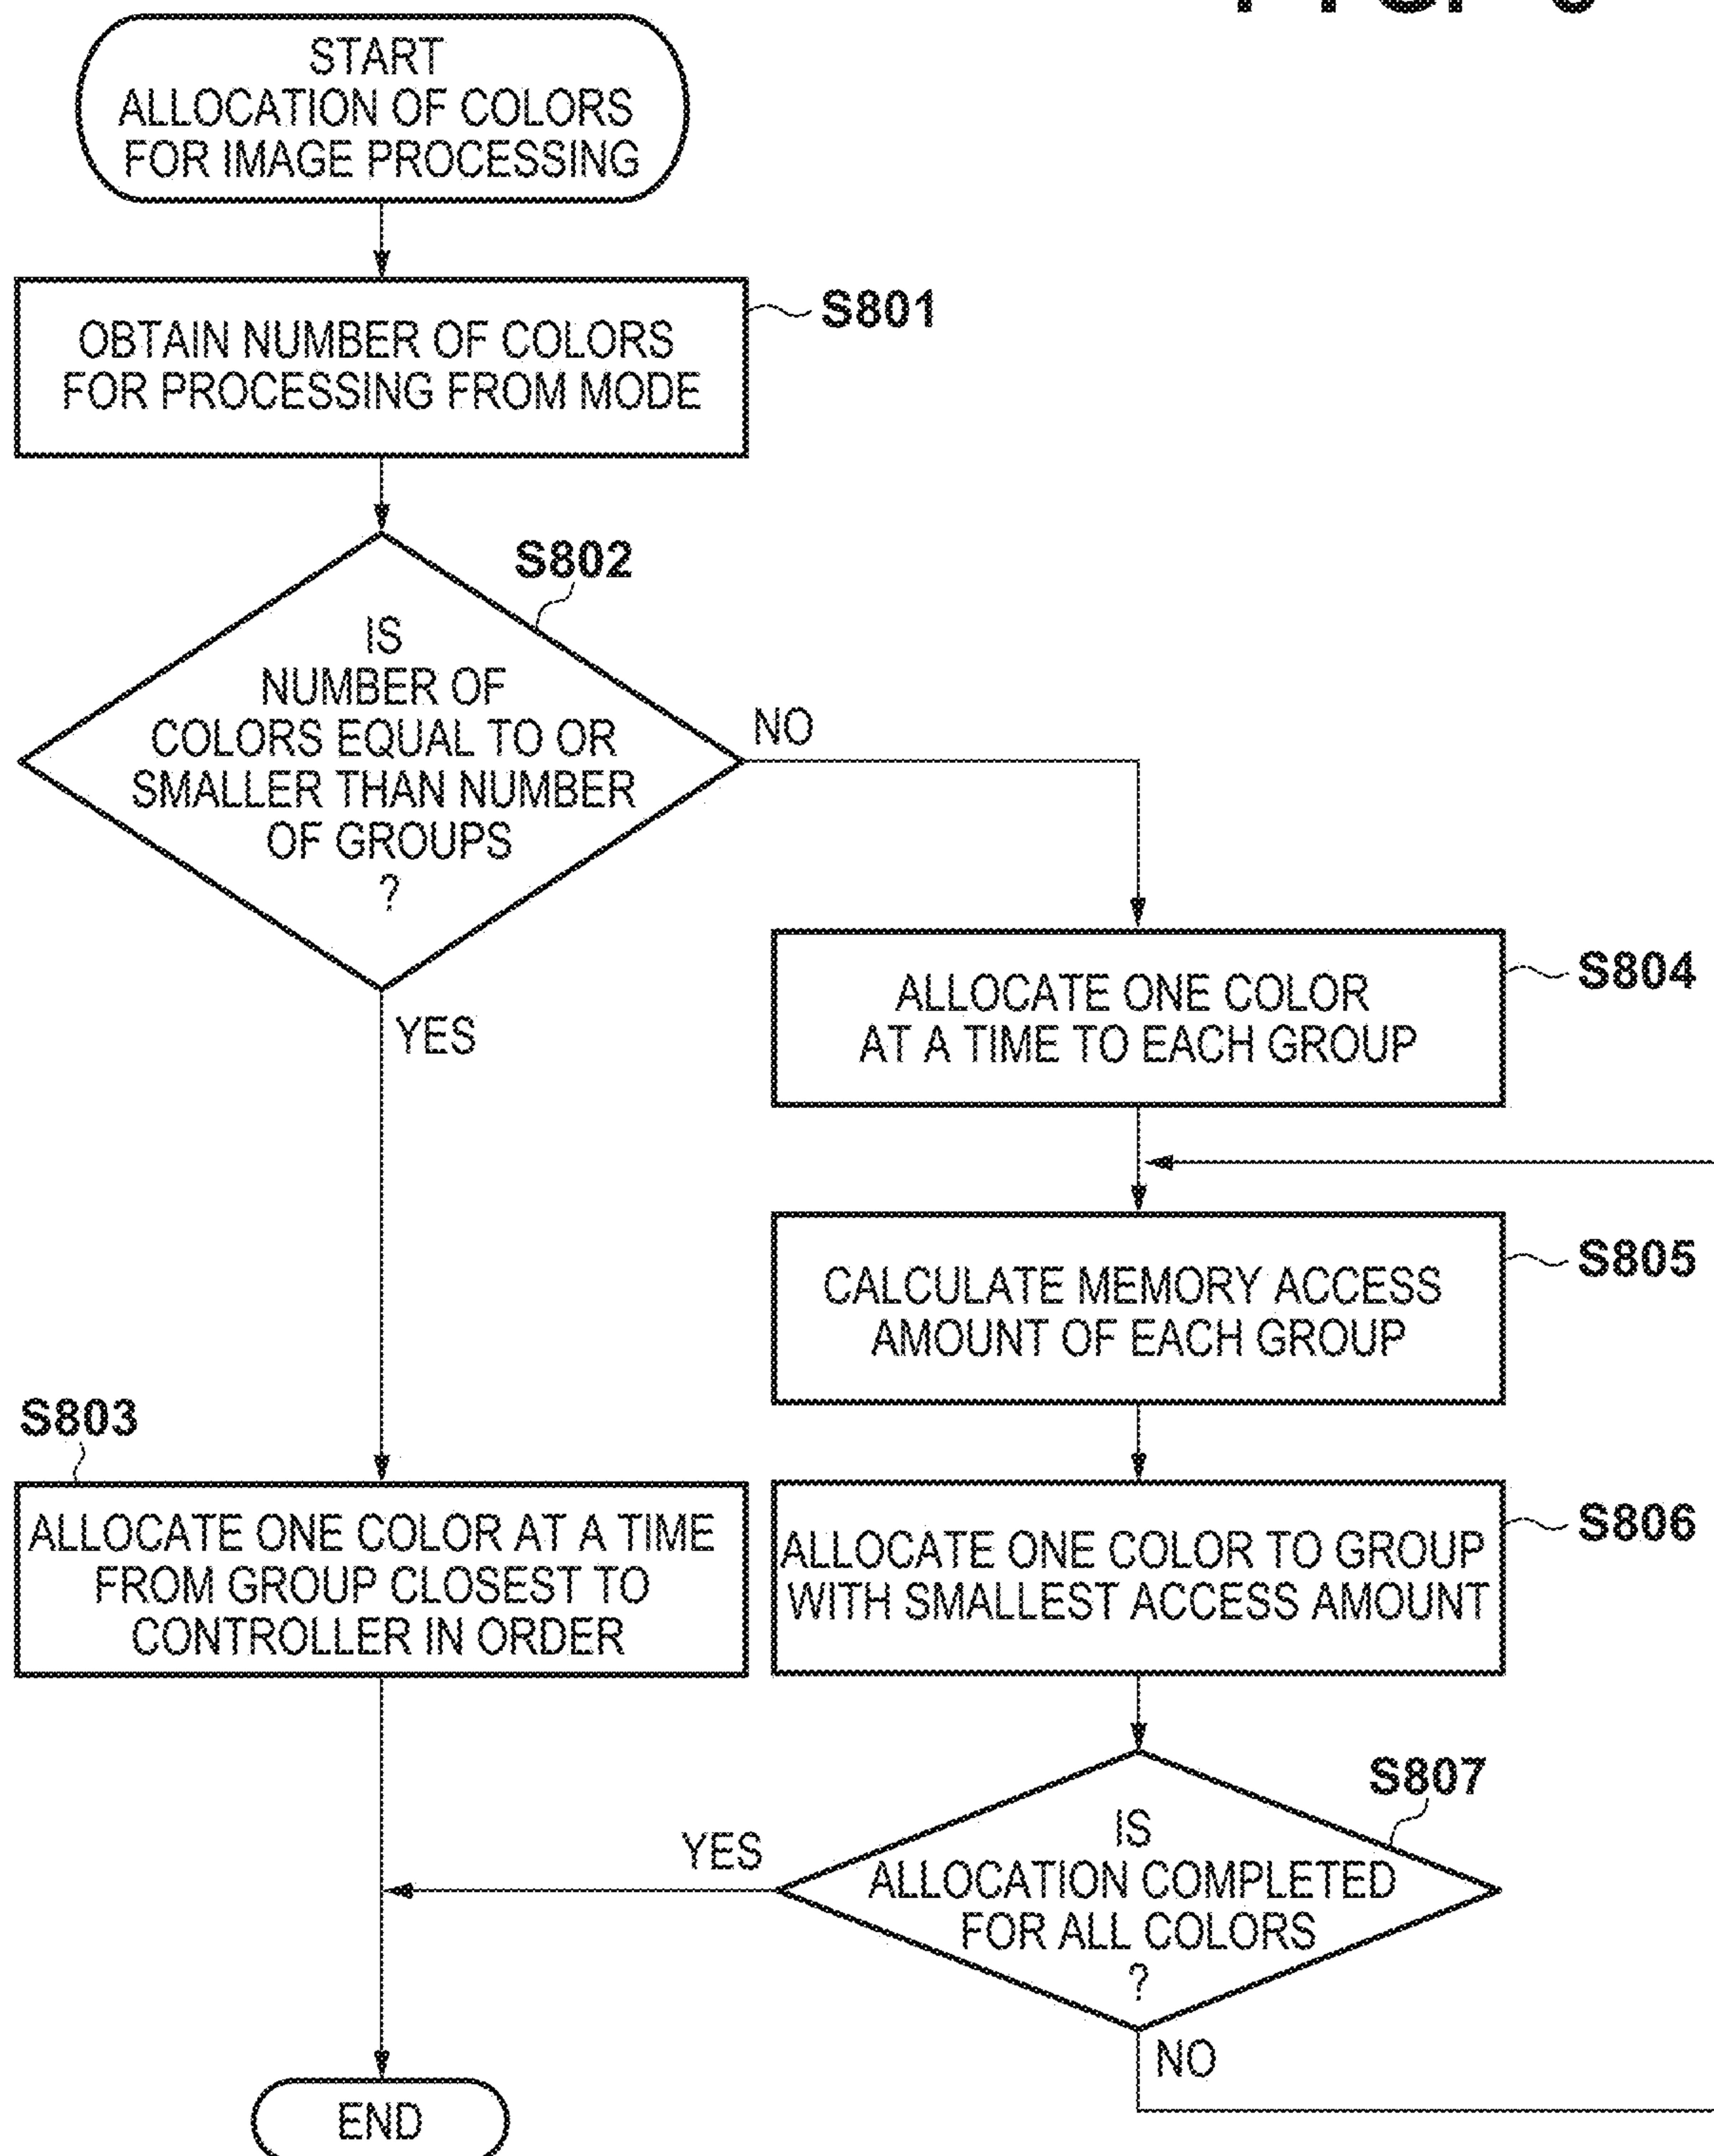 START
ALLOCATION OF COLORS
FOR IMAGE PROCESSING
S801
OBTAIN NUMBER OF COLORS
FOR PROCESSING FROM MODE
S802
IS
NUMBER OF
COLORS EQUAL TO OR
SMALLER THAN NUMBER
OF GROUPS
?
NO
YES
S804
ALLOCATE ONE COLOR
AT A TIME TO EACH GROUP
S805
CALCULATE MEMORY ACCESS
AMOUNT OF EACH GROUP
S803
ALLOCATE ONE COLOR AT A TIME
FROM GROUP CLOSEST TO
CONTROLLER IN ORDER
S806
ALLOCATE ONE COLOR TO GROUP
WITH SMALLEST ACCESS AMOUNT
S807
IS
ALLOCATION COMPLETED
FOR ALL COLORS
?
YES
NO
END